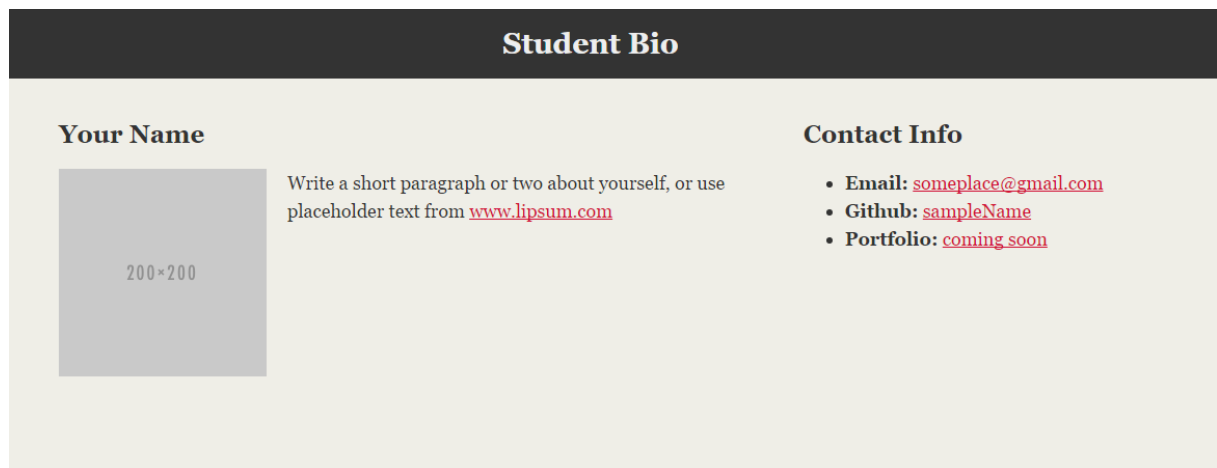 Student Bio
Your Name
200×200
Write a short paragraph or two about yourself, or use
placeholder text from www.lipsum.com
Contact Info
Email: someplace@gmail.com
Github: sampleName
Portfolio: coming soon